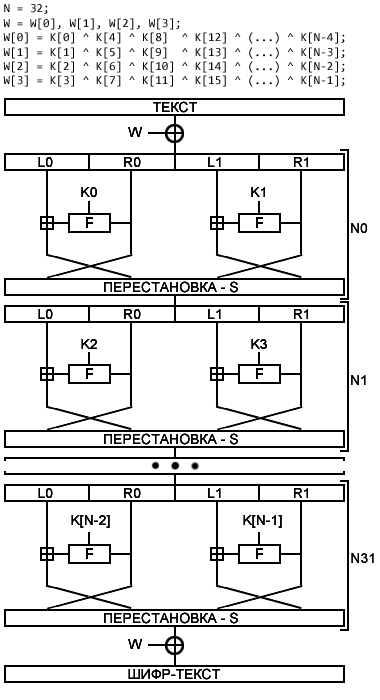 N = 32;
W = W[0], W[1], W[2], W[3];
W[0] = K[0] ^ K[4] ^ K[8] ^ K[12] ^ (...) ^ K[N-4];
W[1] = K[1] ^ K[5] ^ K[9] ^ K[13] ^ (...) ^ K[N-3];
W[2] = K[2] ^ K[6] ^ K[10] ^ K[14] ^ (...) ^ K[N-2];
W[3] = K[3] ^ K[7] ^ K[11] ^ K[15] ^ (...) ^ K[N-1];
ТЕКСТ
W
L0 R0 L1 R1
K0 K1
F F
N0
ПЕРЕСТАНОВКА - S
L0 R0 L1 R1
K2 K3
F F
N1
ПЕРЕСТАНОВКА - S
L0 R0 L1 R1
K[N-2] K[N-1]
F F
N31
ПЕРЕСТАНОВКА - S
W
ШИФР-ТЕКСТ